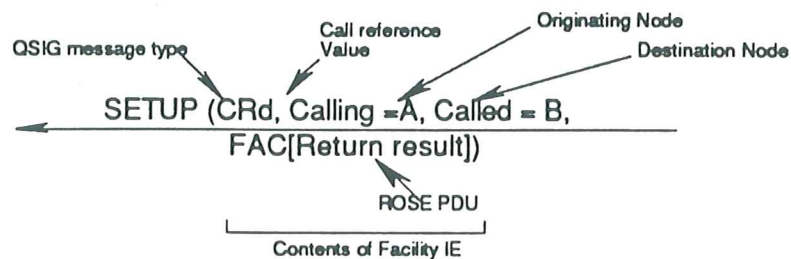 Originating Node
Call reference
Value
QSIG message type
Destination Node
SETUP (CRd, Calling =A, Called = B,
FAC[Return result])
ROSE PDU
Contents of Facility IE